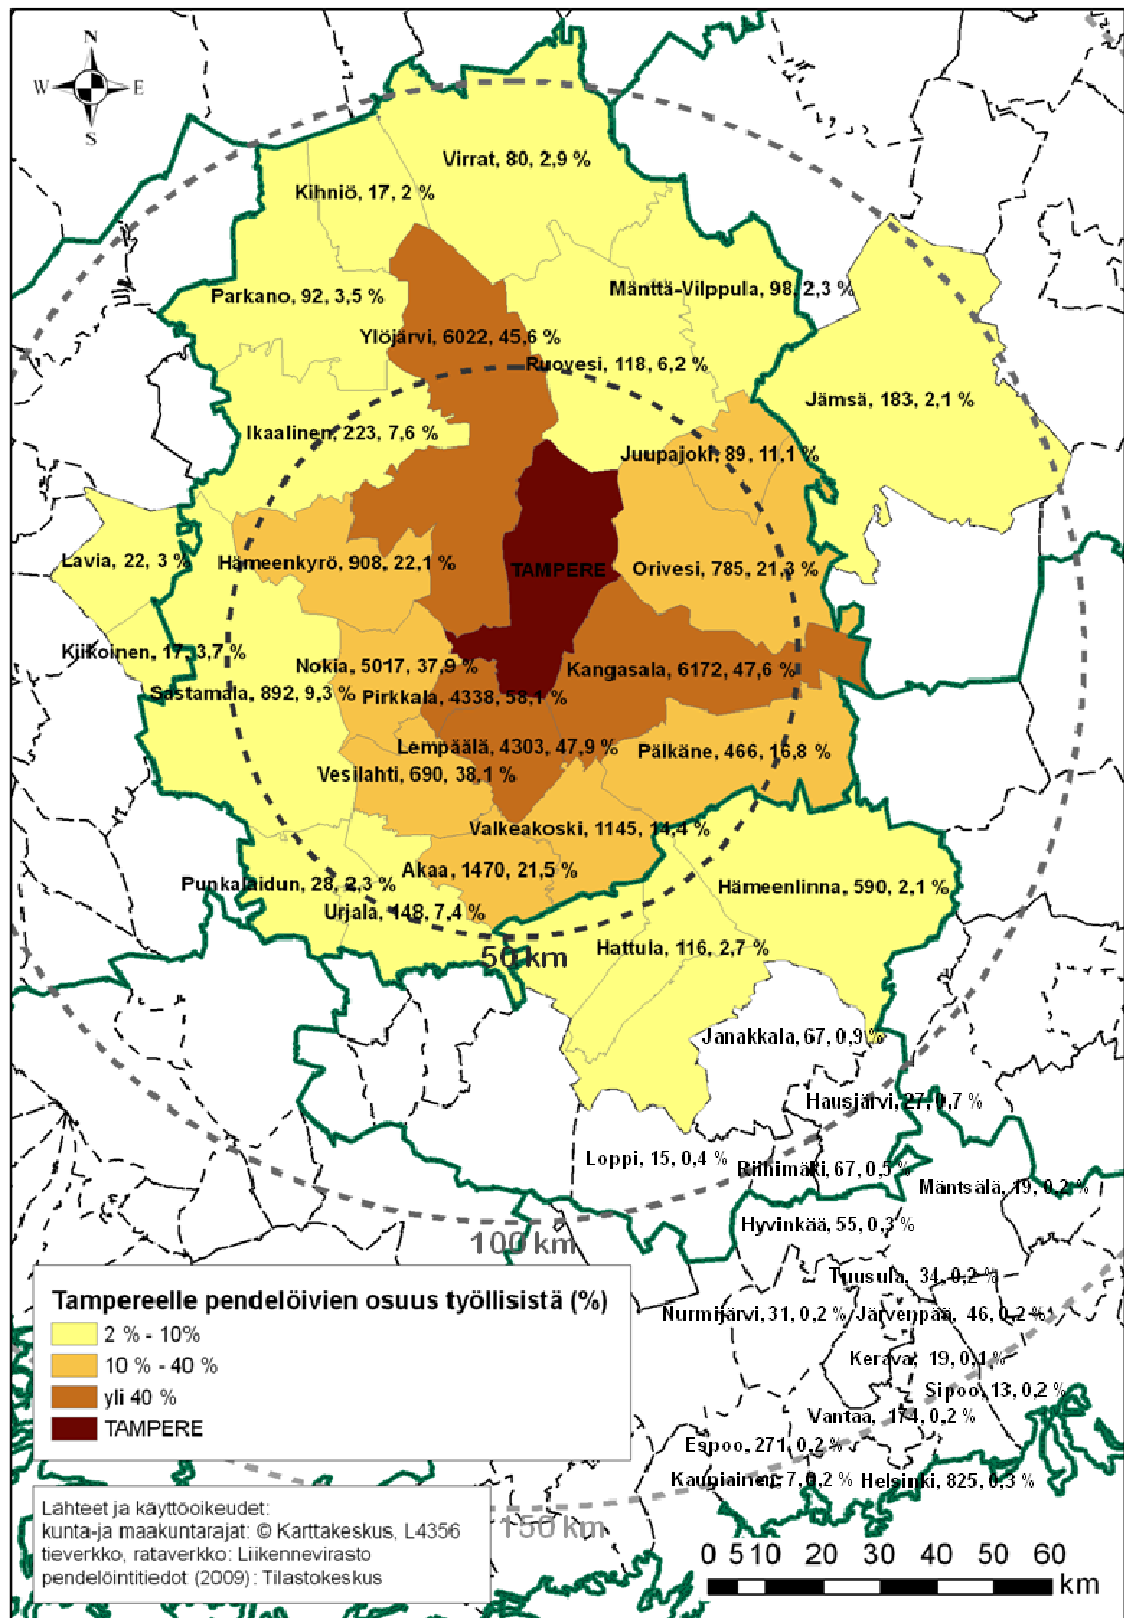 N
W E
S
Virrat, 80, 2,9 %
Kihniö, 17, 2 %
Parkano, 92, 3,5 %
Mänttä-Vilppula, 98, 2,3 %
Ylöjärvi, 6022, 45,6 %
Ruovesi, 118, 6,2 %
Jämsä, 183, 2,1 %
Ikaalinen, 223, 7,6 %
Juupajoki, 89, 11,1 %
Lavia, 22, 3 %
Hämeenkyrö, 908, 22,1 %
TAMPERE
Orivesi, 785, 21,3 %
Kiikoinen, 17, 3,7 %
Nokia, 5017, 37,9 %
Kangasala, 6172, 47,6 %
Sastamala, 892, 9,3 %
Pirkkala, 4338, 58,1 %
Lempäälä, 4303, 47,9 %
Pälkäne, 466, 16,8 %
Vesilahti, 690, 38,1 %
Valkeakoski, 1145, 14,4 %
Akaa, 1470, 21,5 %
Punkalaidun, 28, 2,3 %
Hämeenlinna, 590, 2,1 %
Urjala, 148, 7,4 %
Hattula, 116, 2,7 %
50 km
Janakkala, 67, 0,9 %
Hausjärvi, 27, 0,7 %
Loppi, 15, 0,4 %
Riihimäki, 67, 0,5 %
Mäntsälä, 19, 0,2 %
Hyvinkää, 55, 0,3 %
100 km
Tuusula, 34, 0,2 %
Nurmijärvi, 31, 0,2 %
Järvenpää, 46, 0,2 %
Kerava, 19, 0,1 %
Sipoo, 13, 0,2 %
Vantaa, 174, 0,2 %
Espoo, 271, 0,2 %
Kauniainen, 7, 0,2 %
Helsinki, 825, 0,3 %
150 km
Tampereelle pendelöivien osuus työllisistä (%)
2 % - 10%
10 % - 40 %
yli 40 %
TAMPERE
Lähteet ja käyttöoikeudet:
kunta-ja maakuntarajat: © Karttakeskus, L4356
tieverkko, rataverkko: Liikennevirasto
pendelöintitiedot (2009): Tilastokeskus
0 5 10 20 30 40 50 60
km